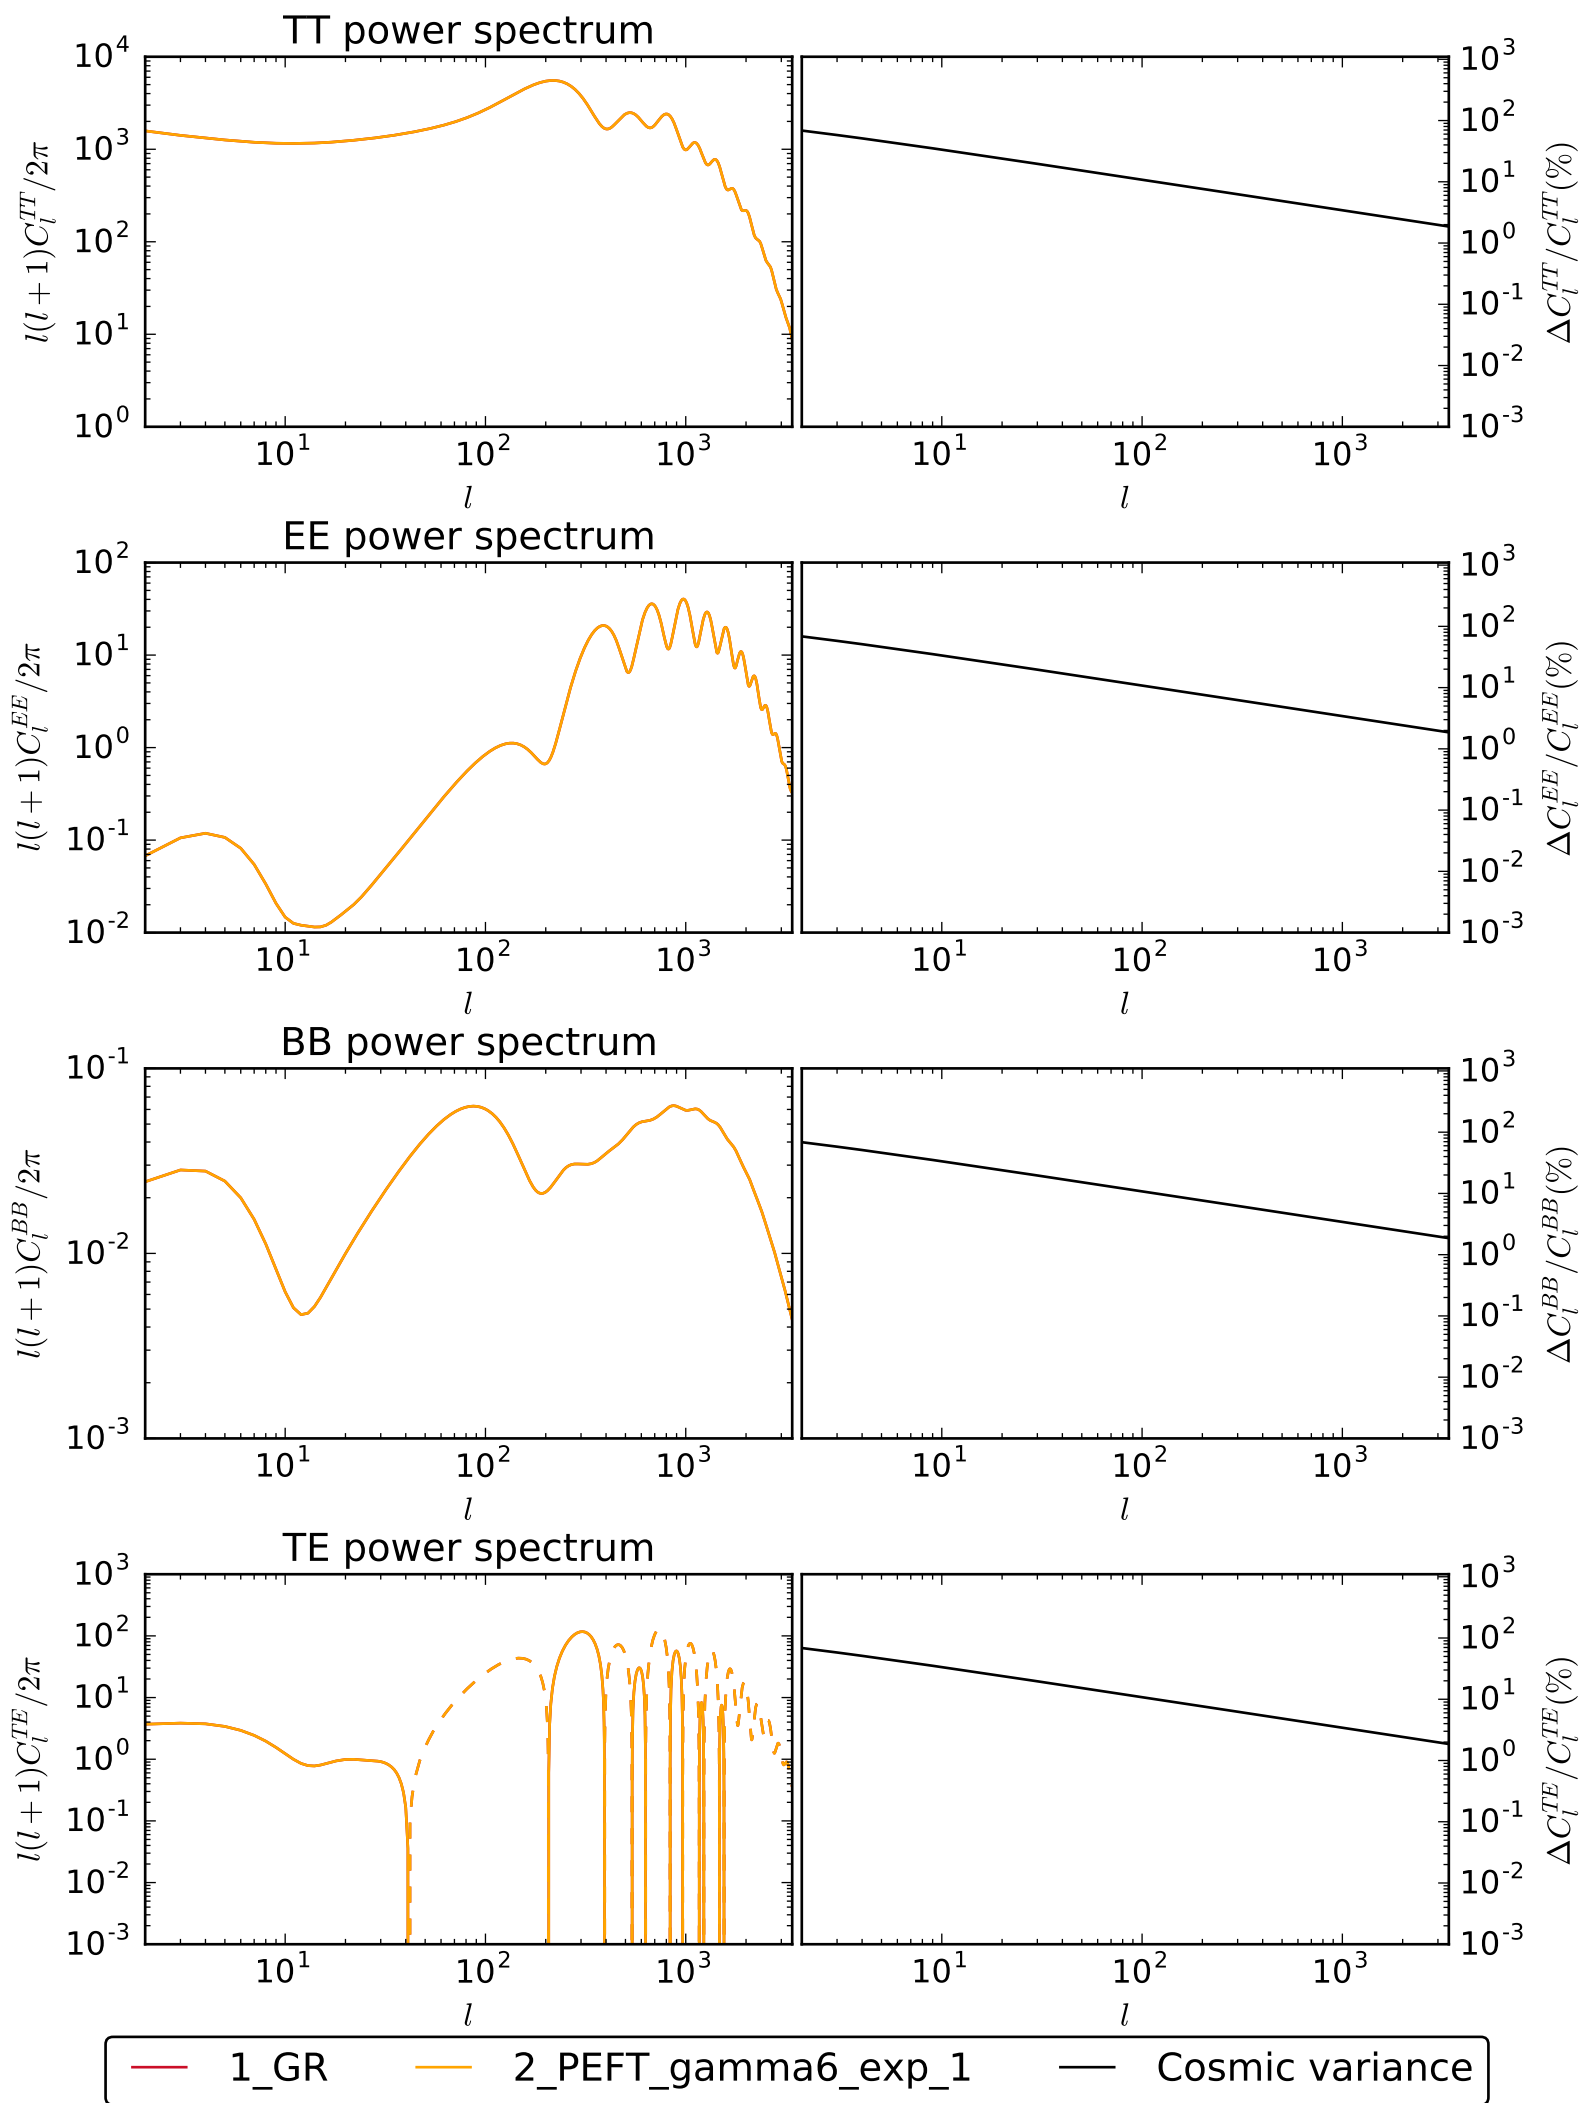 TT power spectrum
10^4
10^3
10^2
10^1
10^0
l(l+1)C_l^{TT}/2π
10^1 10^2 10^3
l
10^3
10^2
10^1
10^0
10^-1
10^-2
10^-3
ΔC_l^{TT}/C_l^{TT}(%)
10^1 10^2 10^3
l
EE power spectrum
10^2
10^1
10^0
10^-1
10^-2
l(l+1)C_l^{EE}/2π
10^1 10^2 10^3
l
10^3
10^2
10^1
10^0
10^-1
10^-2
10^-3
ΔC_l^{EE}/C_l^{EE}(%)
10^1 10^2 10^3
l
BB power spectrum
10^-1
10^-2
10^-3
l(l+1)C_l^{BB}/2π
10^1 10^2 10^3
l
10^3
10^2
10^1
10^0
10^-1
10^-2
10^-3
ΔC_l^{BB}/C_l^{BB}(%)
10^1 10^2 10^3
l
TE power spectrum
10^3
10^2
10^1
10^0
10^-1
10^-2
10^-3
l(l+1)C_l^{TE}/2π
10^1 10^2 10^3
l
10^3
10^2
10^1
10^0
10^-1
10^-2
10^-3
ΔC_l^{TE}/C_l^{TE}(%)
10^1 10^2 10^3
l
1_GR 2_PEFT_gamma6_exp_1 Cosmic variance